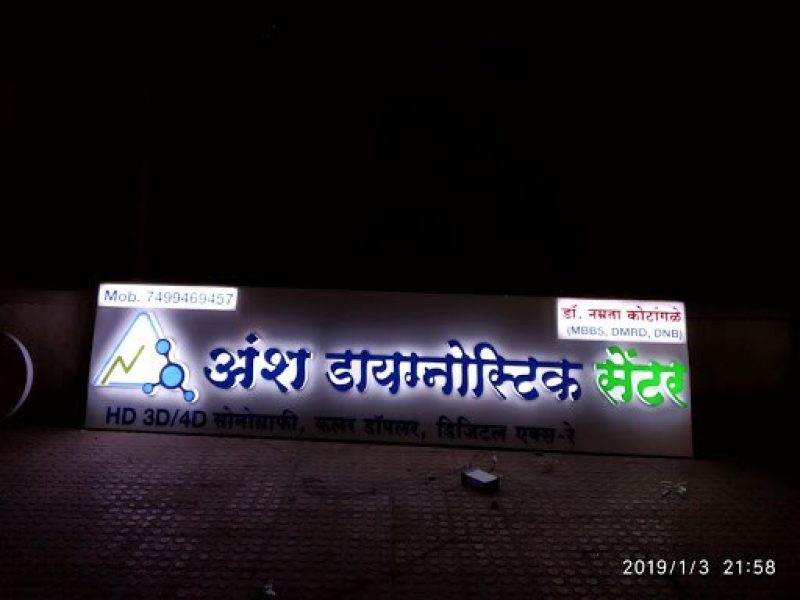 Mob. 7499469457
डॉ. नम्रता कोटांगळे
(MBBS, DMRD, DNB)
अंश डायग्नोस्टिक सेंटर
HD 3D/4D सोनोग्राफी, कलर डॉपलर, डिजिटल एक्स-रे
2019/1/3 21:58